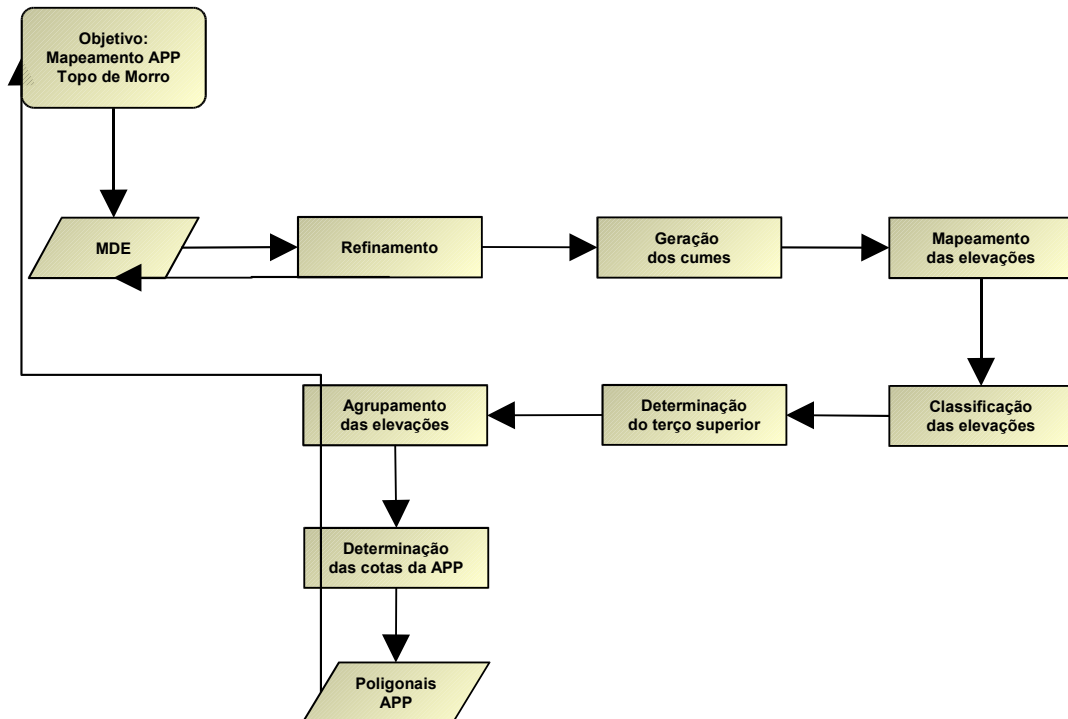 Objetivo:
Mapeamento APP
Topo de Morro
MDE
Refinamento
Geração
dos cumes
Mapeamento
das elevações
Classificação
das elevações
Determinação
do terço superior
Agrupamento
das elevações
Determinação
das cotas da APP
Poligonais
APP